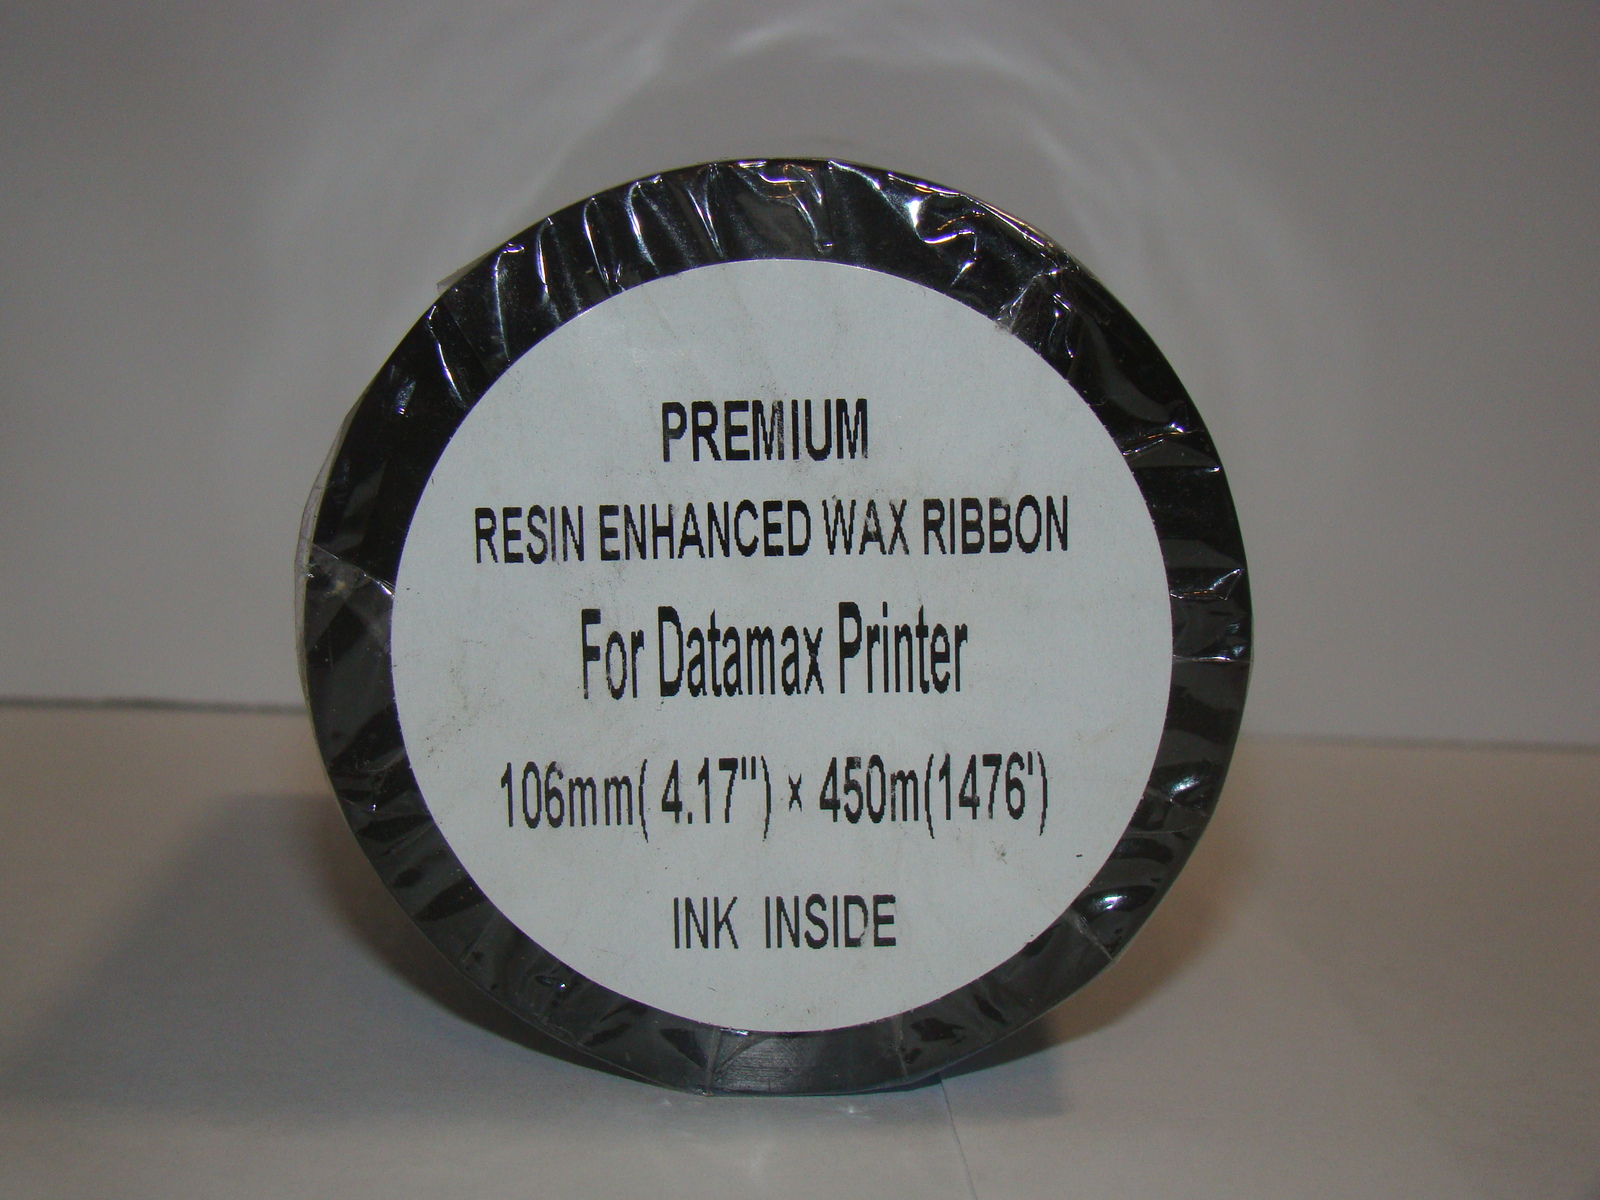 PREMIUM
RESIN ENHANCED WAX RIBBON
For Datamax Printer
106mm( 4.17") × 450m(1476')
INK INSIDE